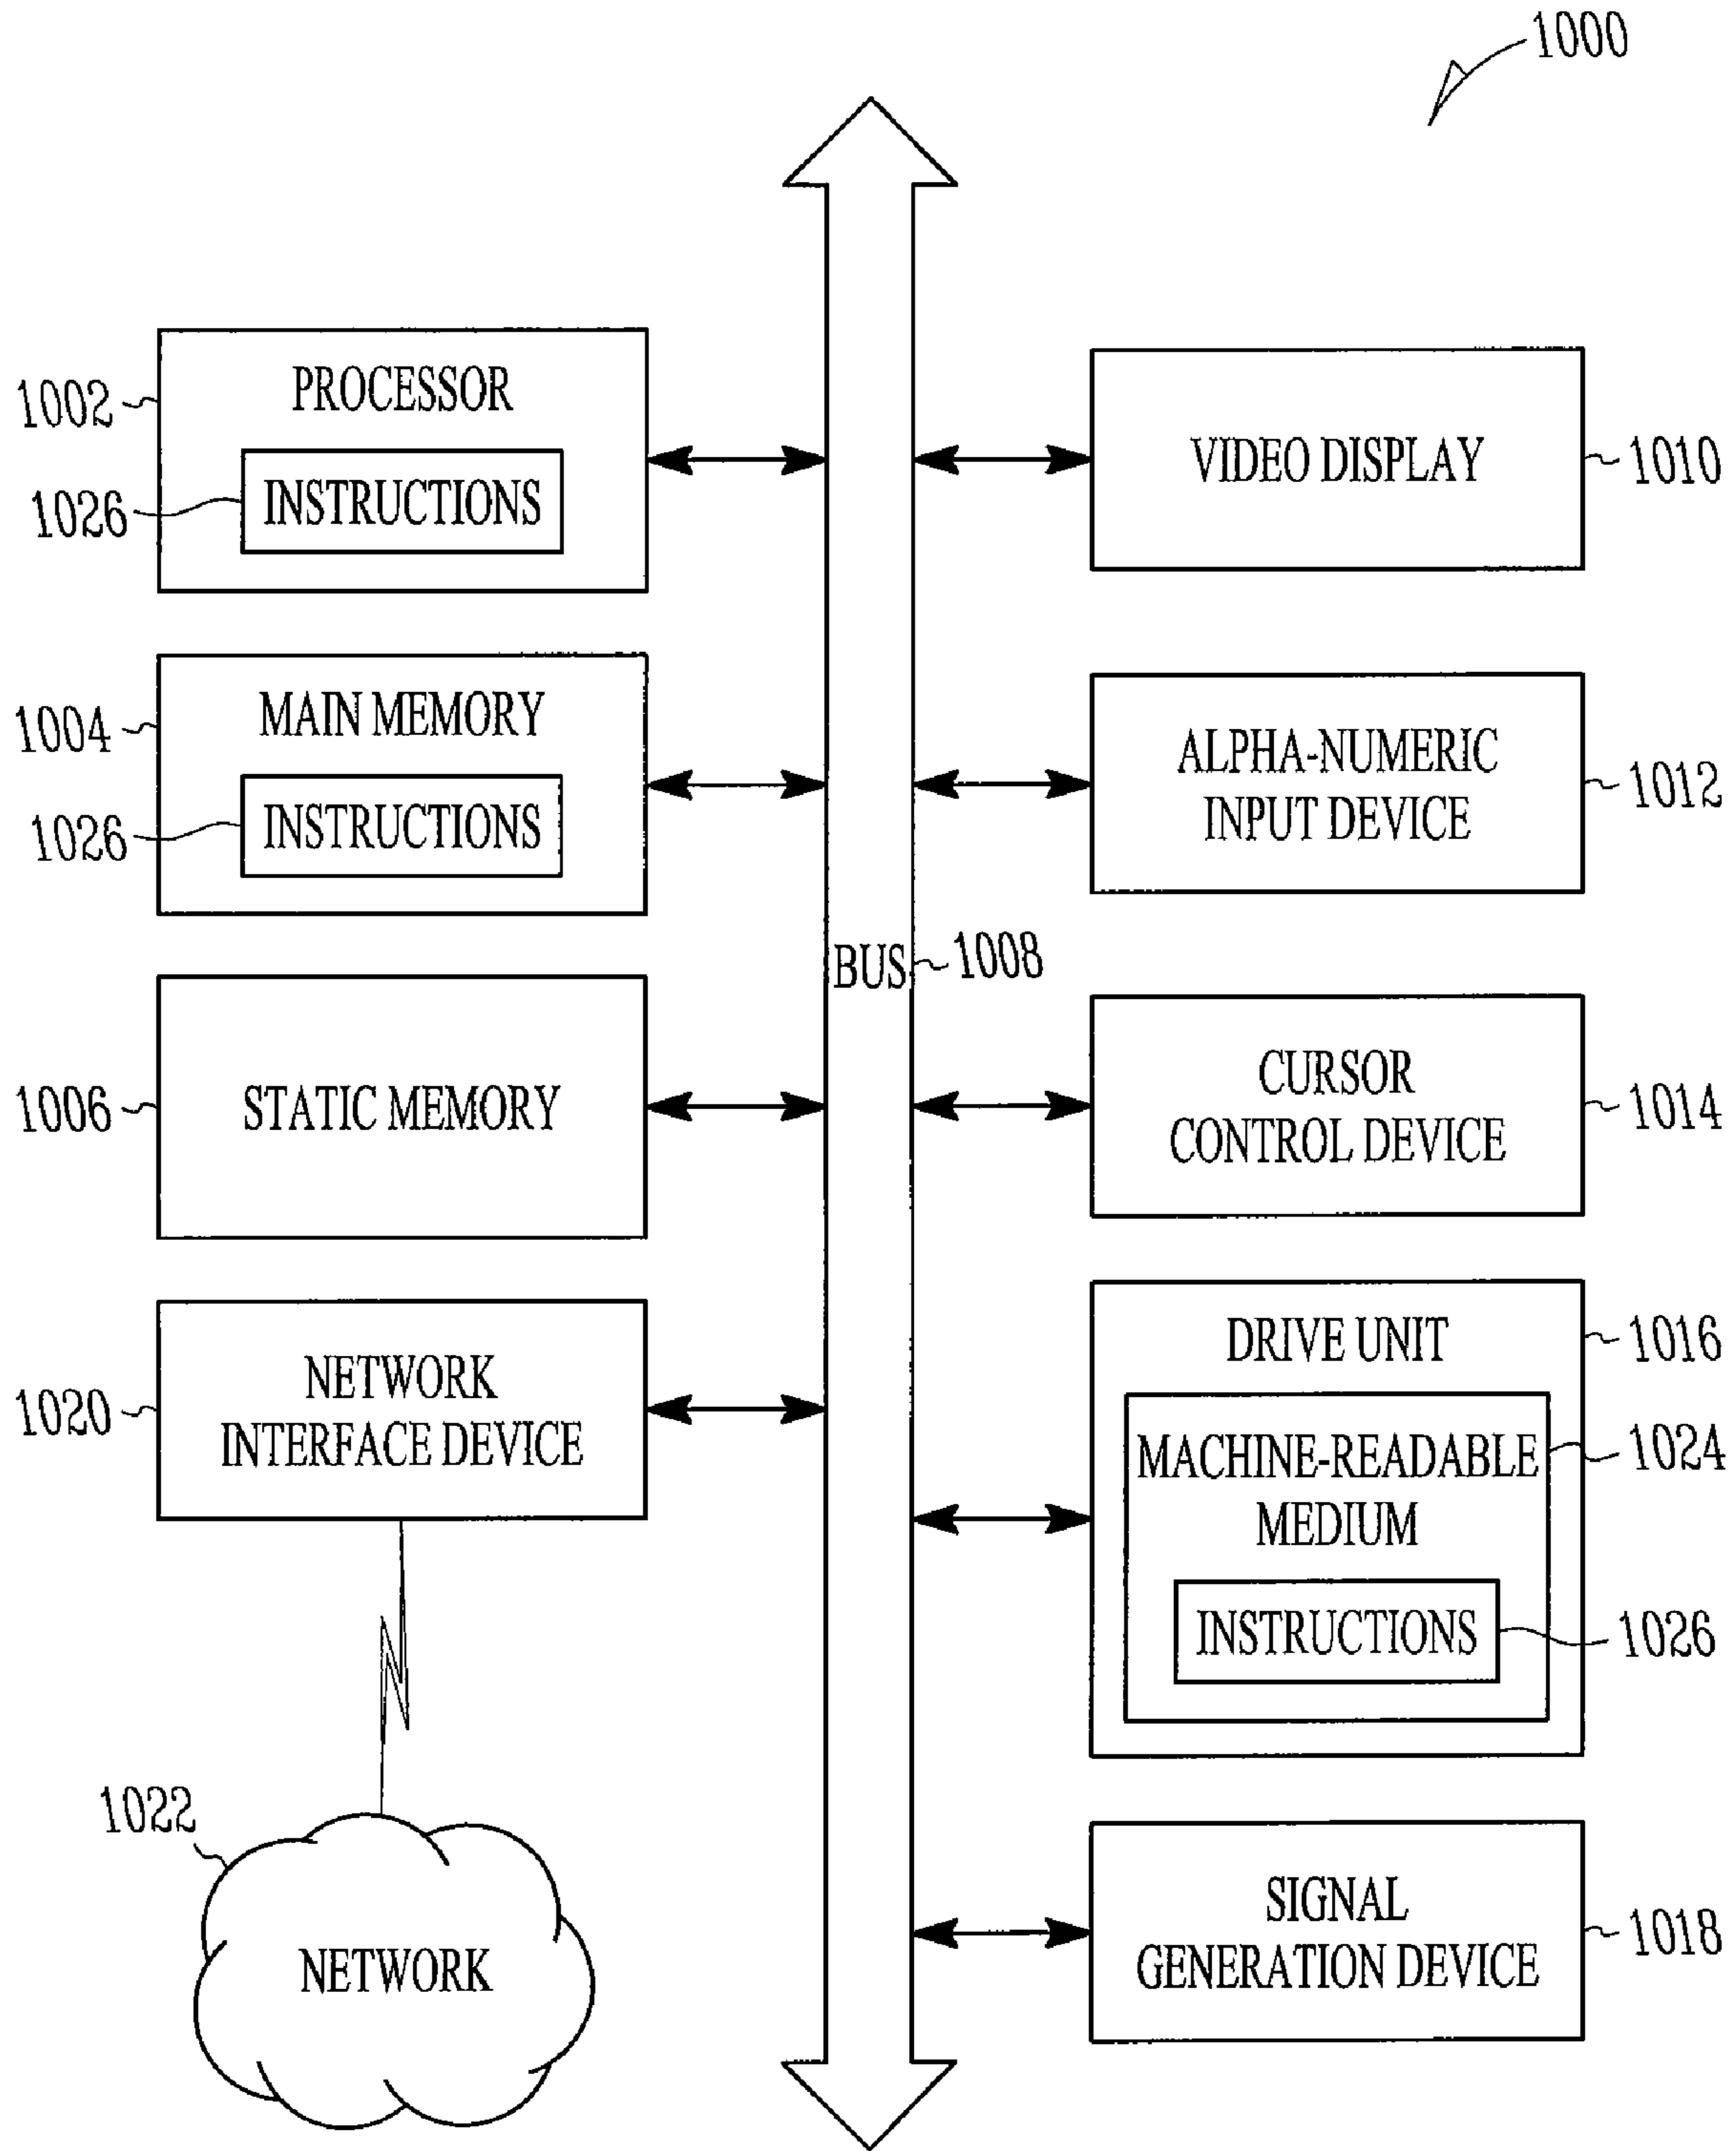 1000
PROCESSOR
1002
INSTRUCTIONS
1026
MAIN MEMORY
1004
INSTRUCTIONS
1026
STATIC MEMORY
1006
NETWORK
INTERFACE DEVICE
1020
1022
NETWORK
BUS
1008
VIDEO DISPLAY
1010
ALPHA-NUMERIC
INPUT DEVICE
1012
CURSOR
CONTROL DEVICE
1014
DRIVE UNIT
1016
MACHINE-READABLE
MEDIUM
1024
INSTRUCTIONS
1026
SIGNAL
GENERATION DEVICE
1018